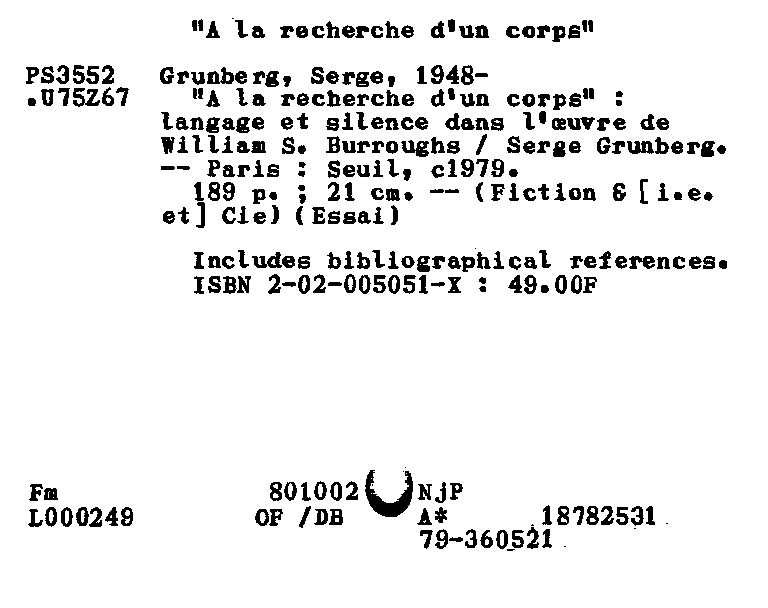 "A la recherche d'un corps"
PS3552 Grunberg, Serge, 1948-
.U75Z67 "A la recherche d'un corps" :
langage et silence dans l'œuvre de
William S. Burroughs / Serge Grunberg.
-- Paris : Seuil, c1979.
189 p. ; 21 cm. -- (Fiction & [i.e.
et] Cie) (Essai)
Includes bibliographical references.
ISBN 2-02-005051-X : 49.00F
Fm 801002 NjP
L000249 OF /DB A* 18782531
79-360521